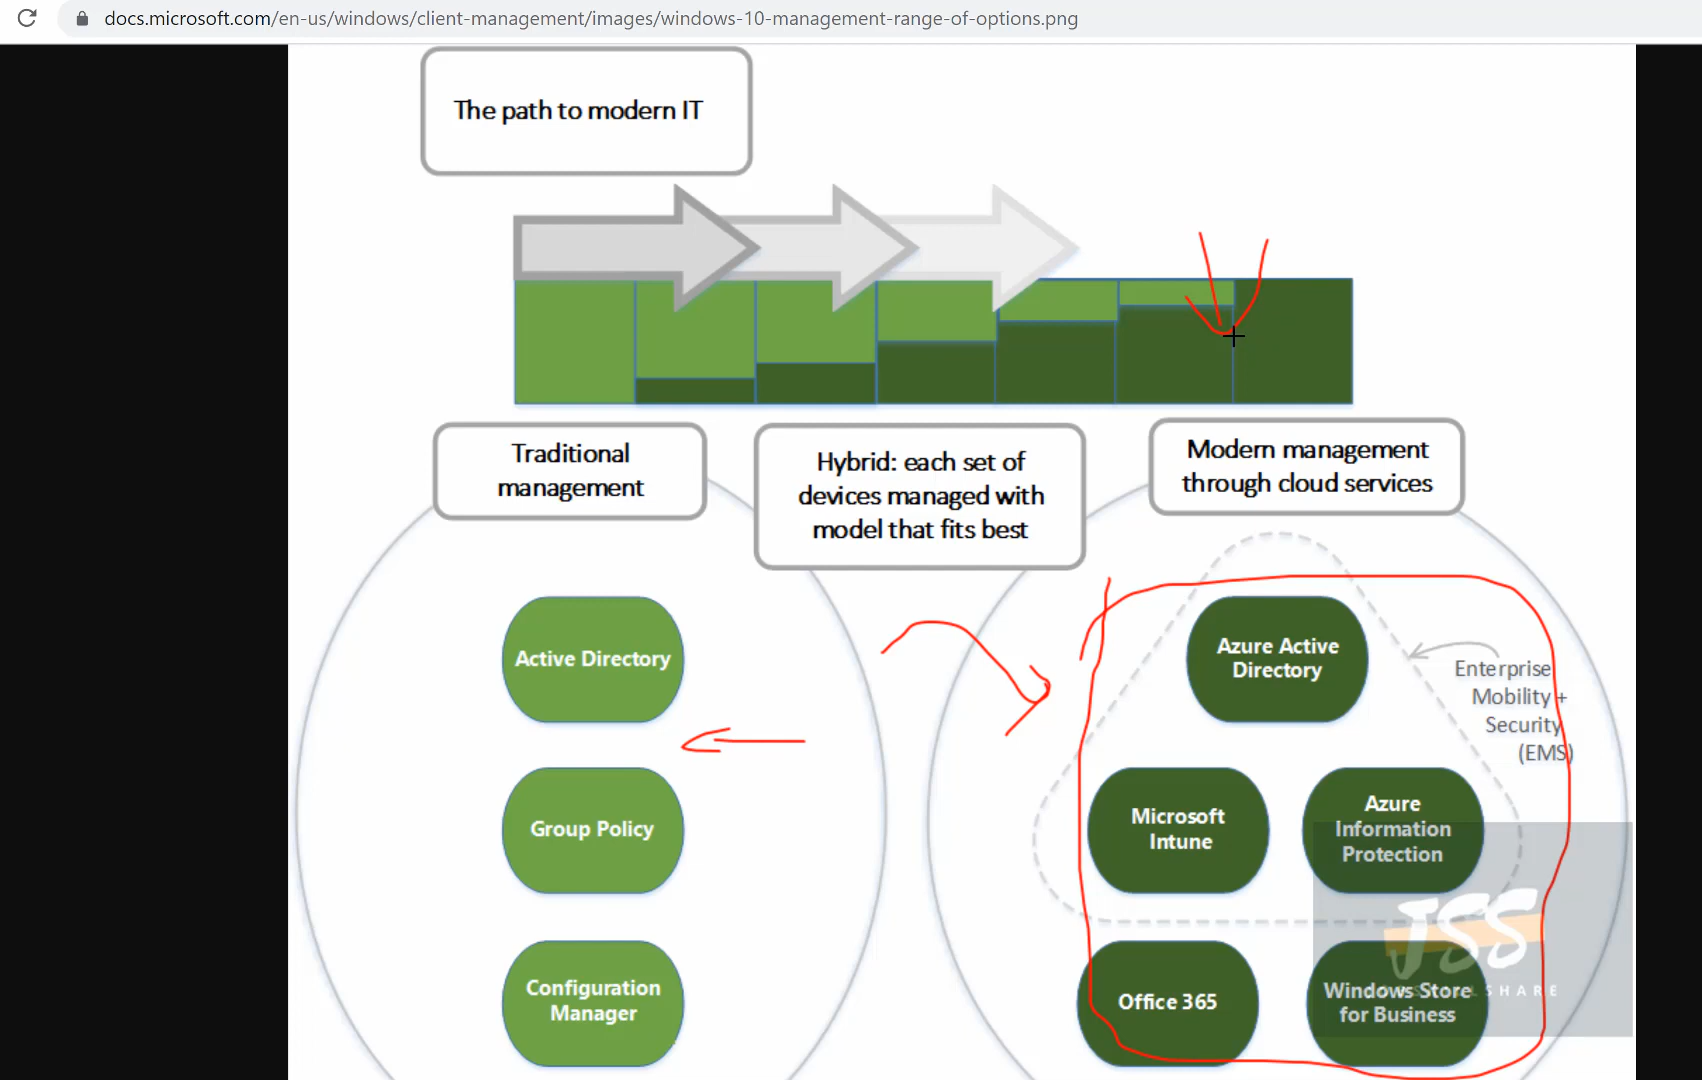 docs.microsoft.com/en-us/windows/client-management/images/windows-10-management-range-of-options.png
The path to modern IT
Traditional
management
Hybrid: each set of
devices managed with
model that fits best
Modern management
through cloud services
Active Directory
Group Policy
Configuration
Manager
Azure Active
Directory
Enterprise
Mobility +
Security
(EMS)
Microsoft
Intune
Azure
Information
Protection
Office 365
Windows Store
for Business
JSS
SHARE